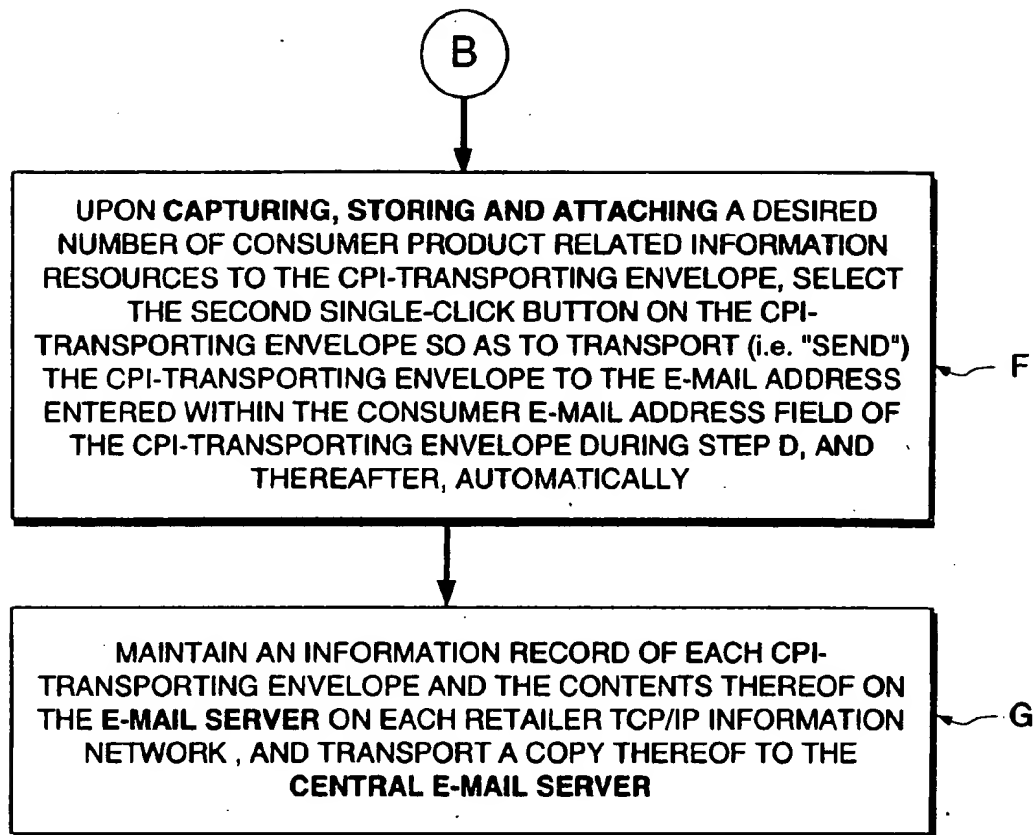 B
UPON CAPTURING, STORING AND ATTACHING A DESIRED
NUMBER OF CONSUMER PRODUCT RELATED INFORMATION
RESOURCES TO THE CPI-TRANSPORTING ENVELOPE, SELECT
THE SECOND SINGLE-CLICK BUTTON ON THE CPI-
TRANSPORTING ENVELOPE SO AS TO TRANSPORT (i.e. "SEND")
THE CPI-TRANSPORTING ENVELOPE TO THE E-MAIL ADDRESS
ENTERED WITHIN THE CONSUMER E-MAIL ADDRESS FIELD OF
THE CPI-TRANSPORTING ENVELOPE DURING STEP D, AND
THEREAFTER, AUTOMATICALLY
F
MAINTAIN AN INFORMATION RECORD OF EACH CPI-
TRANSPORTING ENVELOPE AND THE CONTENTS THEREOF ON
THE E-MAIL SERVER ON EACH RETAILER TCP/IP INFORMATION
NETWORK , AND TRANSPORT A COPY THEREOF TO THE
CENTRAL E-MAIL SERVER
G